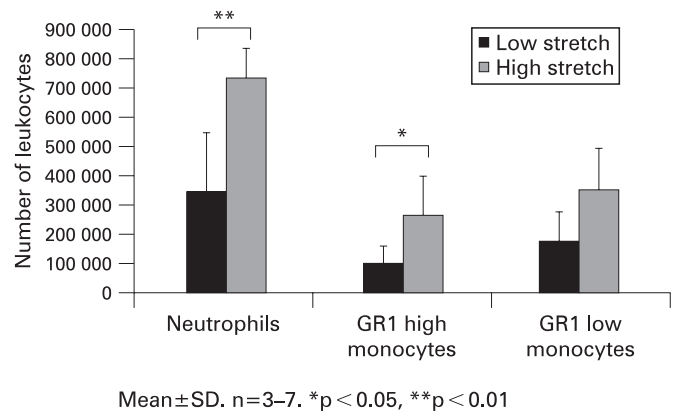 **
900 000
800 000
700 000
600 000
500 000
400 000
300 000
200 000
100 000
0
Number of leukocytes
Low stretch
High stretch
*
Neutrophils
GR1 high
monocytes
GR1 low
monocytes
Mean±SD. n=3–7. *p<0.05, **p<0.01